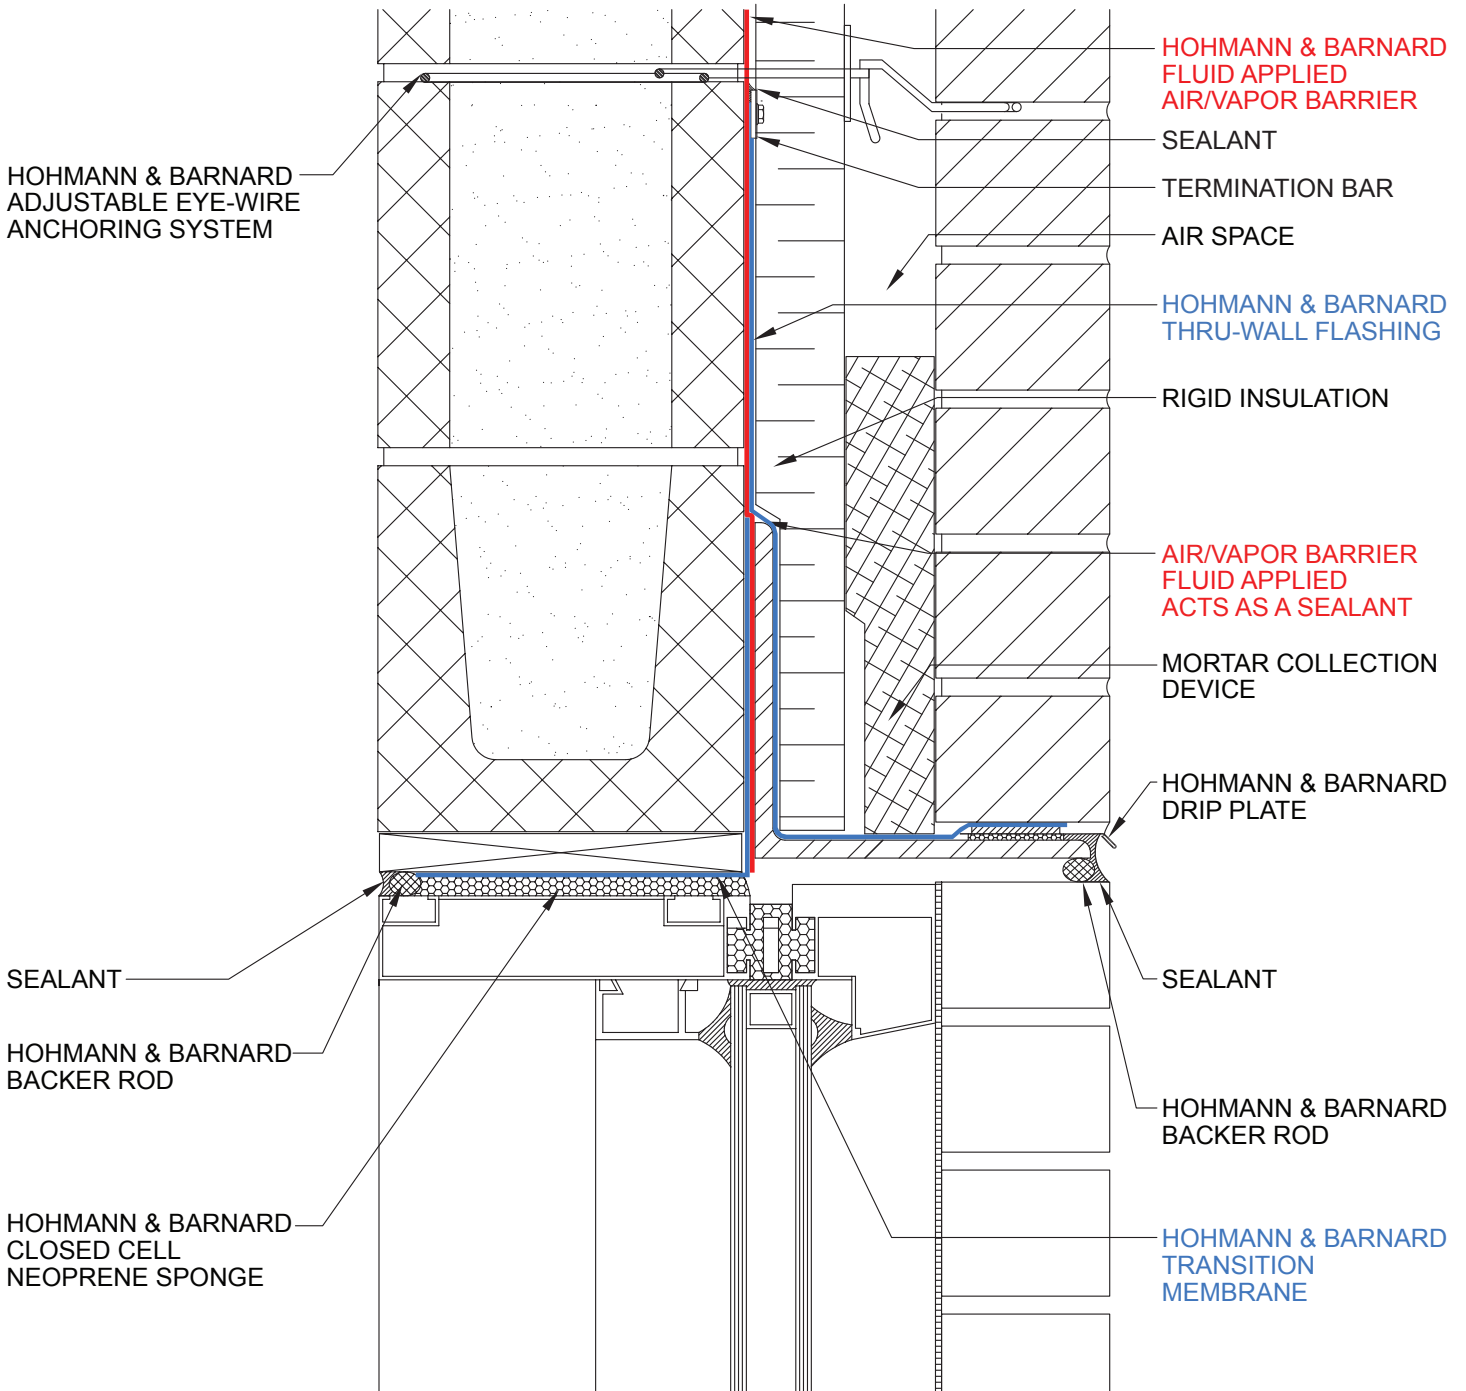 HOHMANN & BARNARD
ADJUSTABLE EYE-WIRE
ANCHORING SYSTEM
SEALANT
HOHMANN & BARNARD
BACKER ROD
HOHMANN & BARNARD
CLOSED CELL
NEOPRENE SPONGE
HOHMANN & BARNARD
FLUID APPLIED
AIR/VAPOR BARRIER
SEALANT
TERMINATION BAR
AIR SPACE
HOHMANN & BARNARD
THRU-WALL FLASHING
RIGID INSULATION
AIR/VAPOR BARRIER
FLUID APPLIED
ACTS AS A SEALANT
MORTAR COLLECTION
DEVICE
HOHMANN & BARNARD
DRIP PLATE
SEALANT
HOHMANN & BARNARD
BACKER ROD
HOHMANN & BARNARD
TRANSITION
MEMBRANE